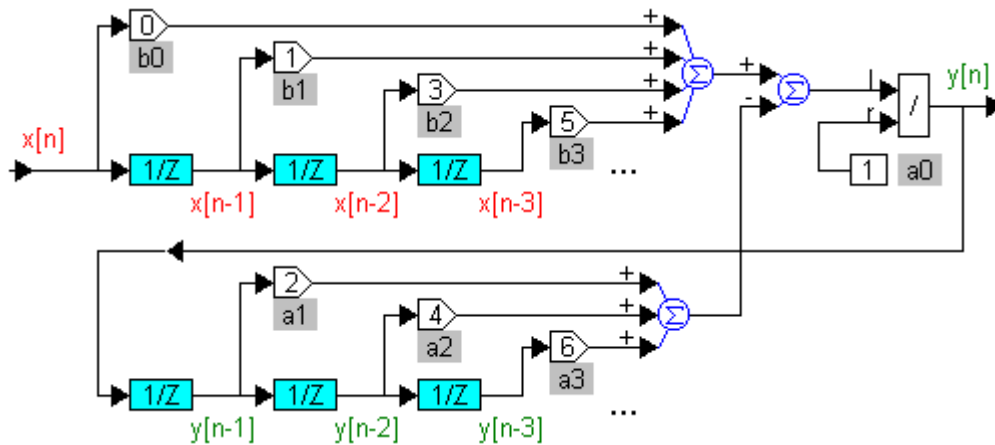 0 +
b0
1 +
b1
3 +
b2
5 +
b3
Σ
+
-
Σ
l
r
/
y[n]
1 a0
x[n]
1/Z 1/Z 1/Z ...
x[n-1] x[n-2] x[n-3]
2 +
a1
4 +
a2
6 +
a3
Σ
1/Z 1/Z 1/Z ...
y[n-1] y[n-2] y[n-3]